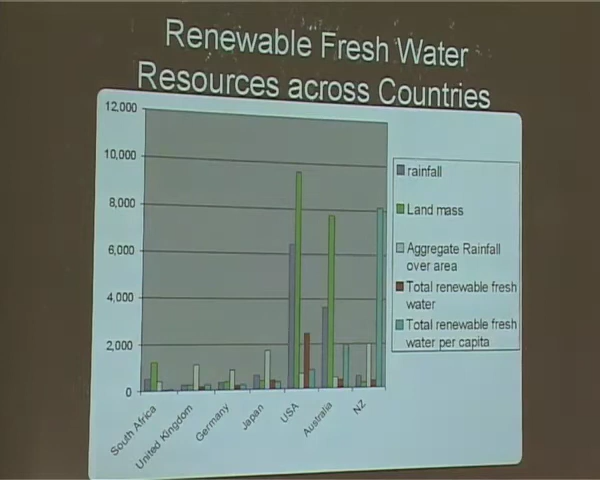 Renewable Fresh Water
Resources across Countries
12,000
10,000
8,000
6,000
4,000
2,000
0
South Africa
United Kingdom
Germany
Japan
USA
Australia
NZ
rainfall
Land mass
Aggregate Rainfall
over area
Total renewable fresh
water
Total renewable fresh
water per capita